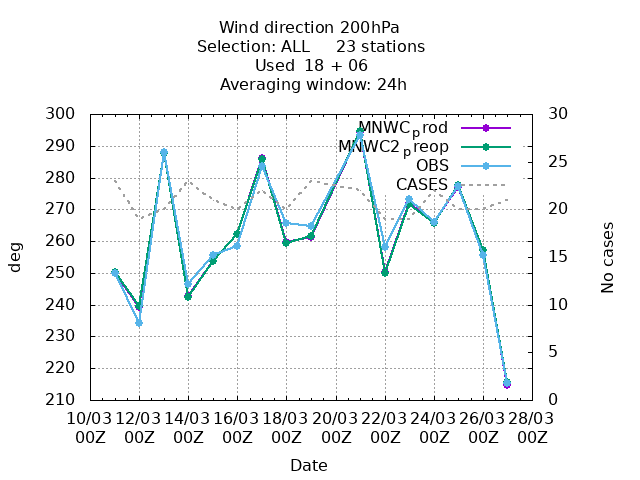 Wind direction 200hPa
Selection: ALL 23 stations
Used 18 + 06
Averaging window: 24h
300
290
280
270
260
250
240
230
220
210
deg
30
25
20
15
10
5
0
No cases
MNWCprod
MNWC2preop
OBS
CASES
10/03 12/03 14/03 16/03 18/03 20/03 22/03 24/03 26/03 28/03
00Z 00Z 00Z 00Z 00Z 00Z 00Z 00Z 00Z 00Z
Date